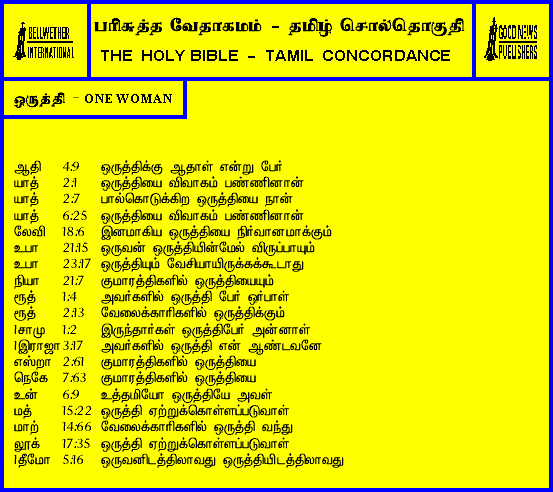 BELLWETHER
INTERNATIONAL
பரிசுத்த வேதாகமம் - தமிழ் சொல்தொகுதி
THE HOLY BIBLE - TAMIL CONCORDANCE
GOOD NEWS
PUBLISHERS
ஒருத்தி - ONE WOMAN
ஆதி 4:9 ஒருத்திக்கு ஆதாள் என்று பேர்
யாத் 2:1 ஒருத்தியை விவாகம் பண்ணினான்
யாத் 2:7 பால்கொடுக்கிற ஒருத்தியை நான்
யாத் 6:25 ஒருத்தியை விவாகம் பண்ணினான்
லேவி 18:6 இனமாகிய ஒருத்தியை நிர்வானமாக்கும்
உபா 21:15 ஒருவன் ஒருத்தியின்மேல் விருப்பாயும்
உபா 23:17 ஒருத்தியும் வேசியாயிருக்கக்கூடாது
நியா 21:7 குமாரத்திகளில் ஒருத்தியையும்
ரூத் 1:4 அவர்களில் ஒருத்தி பேர் ஒர்பாள்
ரூத் 2:13 வேலைக்காரிகளில் ஒருத்திக்கும்
1சாமு 1:2 இருந்தார்கள் ஒருத்திபேர் அன்னாள்
1இராஜா 3:17 அவர்களில் ஒருத்தி என் ஆண்டவனே
எஸ்றா 2:61 குமாரத்திகளில் ஒருத்தியை
நெகே 7:63 குமாரத்திகளில் ஒருத்தியை
உன் 6:9 உத்தமியோ ஒருத்தியே அவள்
மத் 15:22 ஒருத்தி ஏற்றுக்கொள்ளப்படுவாள்
மாற் 14:66 வேலைக்காரிகளில் ஒருத்தி வந்து
லூக் 17:35 ஒருத்தி ஏற்றுக்கொள்ளப்படுவாள்
1தீமோ 5:16 ஒருவனிடத்திலாவது ஒருத்தியிடத்திலாவது